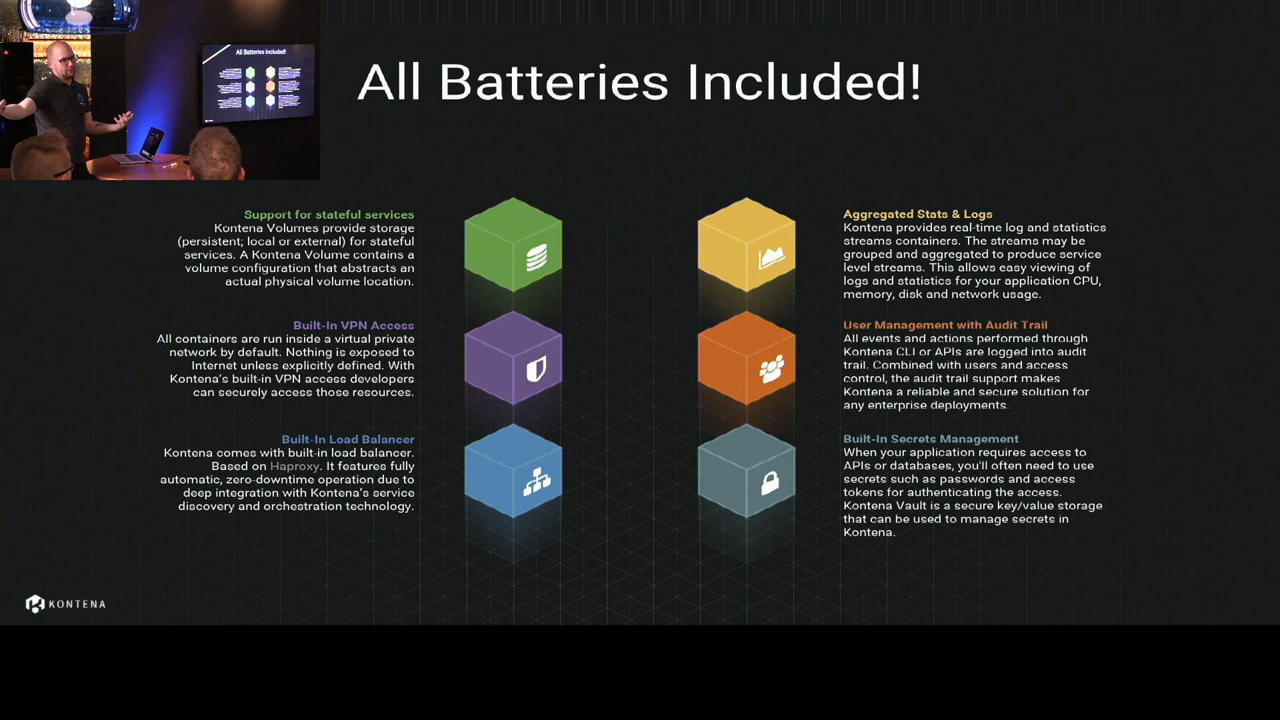 All Batteries Included!
All Batteries Included!
Support for stateful services
Kontena Volumes provide storage
(persistent; local or external) for stateful
services. A Kontena Volume contains a
volume configuration that abstracts an
actual physical volume location.
Built-In VPN Access
All containers are run inside a virtual private
network by default. Nothing is exposed to
Internet unless explicitly defined. With
Kontena's built-in VPN access developers
can securely access those resources.
Built-In Load Balancer
Kontena comes with built-in load balancer.
Based on Haproxy. It features fully
automatic, zero-downtime operation due to
deep integration with Kontena's service
discovery and orchestration technology.
Aggregated Stats & Logs
Kontena provides real-time log and statistics
streams containers. The streams may be
grouped and aggregated to produce service
level streams. This allows easy viewing of
logs and statistics for your application CPU,
memory, disk and network usage.
User Management with Audit Trail
All events and actions performed through
Kontena CLI or APIs are logged into audit
trail. Combined with users and access
control, the audit trail support makes
Kontena a reliable and secure solution for
any enterprise deployments.
Built-In Secrets Management
When your application requires access to
APIs or databases, you'll often need to use
secrets such as passwords and access
tokens for authenticating the access.
Kontena Vault is a secure key/value storage
that can be used to manage secrets in
Kontena.
KONTENA